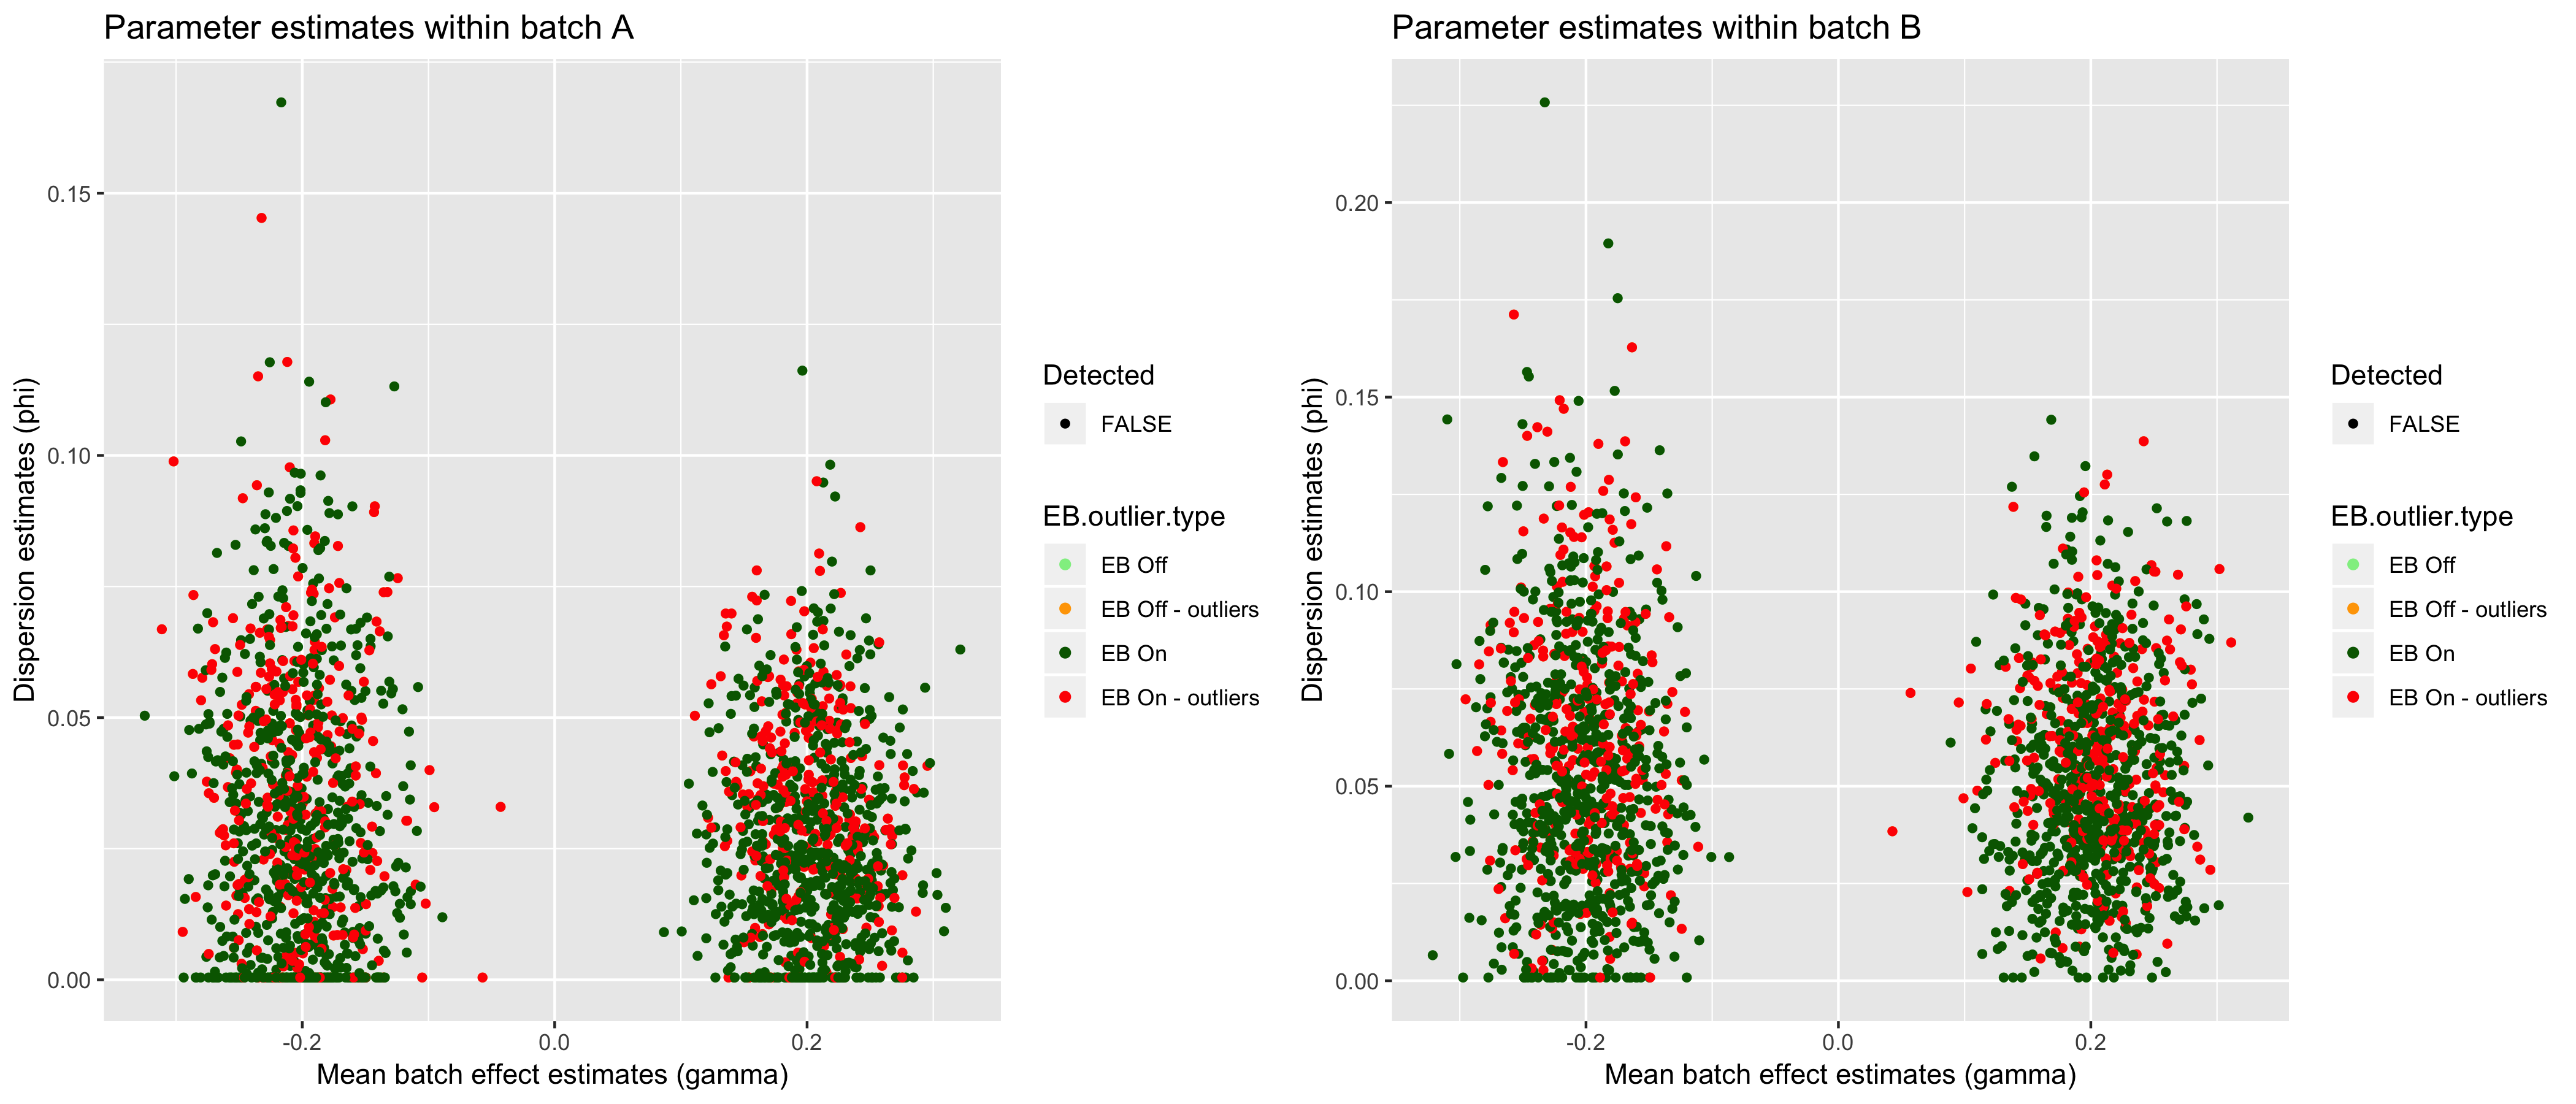 Parameter estimates within batch A
Dispersion estimates (phi)
0.15
0.10
0.05
0.00
-0.2
0.0
0.2
Mean batch effect estimates (gamma)
Detected
FALSE
EB.outlier.type
EB Off
EB Off - outliers
EB On
EB On - outliers
Parameter estimates within batch B
Dispersion estimates (phi)
0.20
0.15
0.10
0.05
0.00
-0.2
0.0
0.2
Mean batch effect estimates (gamma)
Detected
FALSE
EB.outlier.type
EB Off
EB Off - outliers
EB On
EB On - outliers